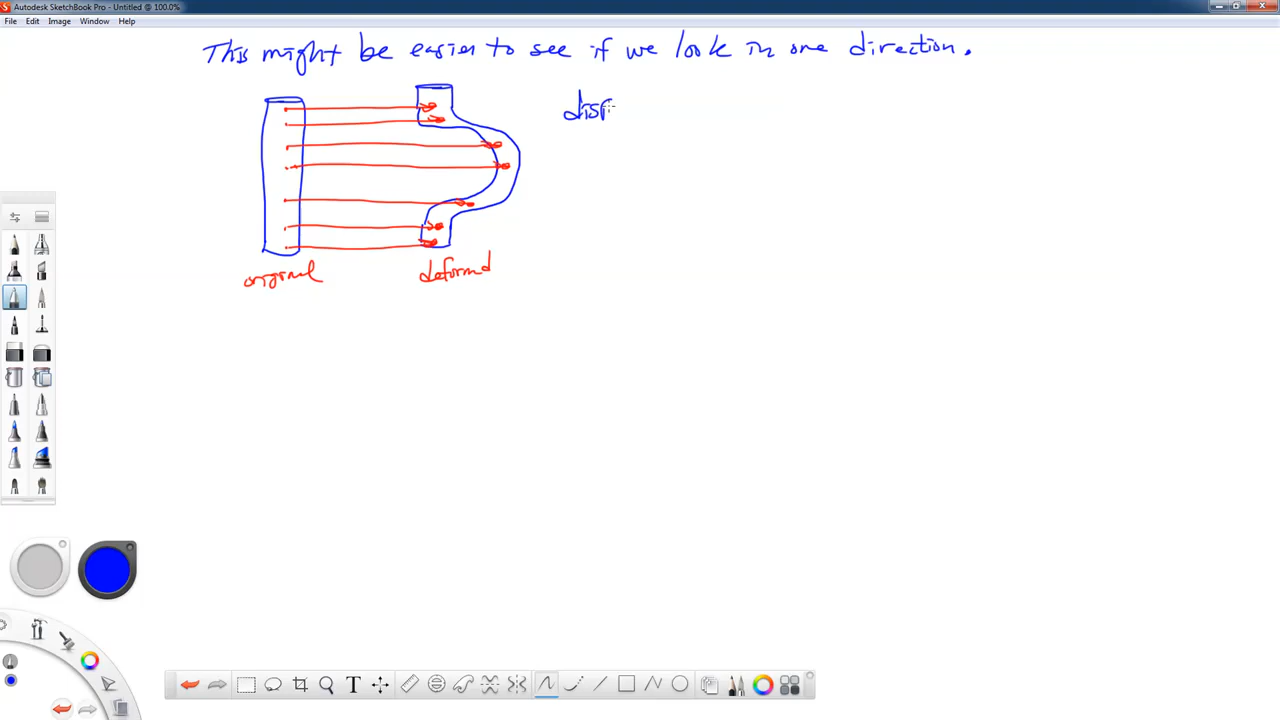 Autodesk SketchBook Pro - Untitled @ 100.0%
File Edit Image Window Help
This might be easier to see if we look in one direction.
disp
original deformed